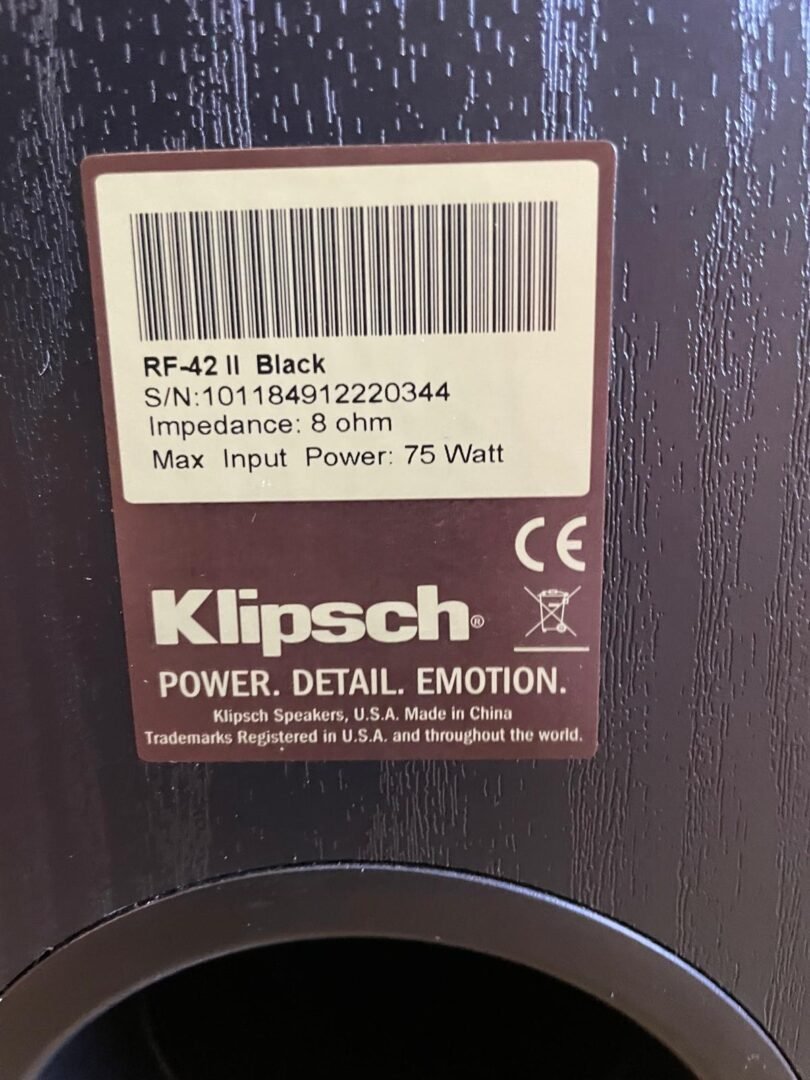 RF-42 II Black
S/N:101184912220344
Impedance: 8 ohm
Max Input Power: 75 Watt
CE
Klipsch®
POWER. DETAIL. EMOTION.
Klipsch Speakers, U.S.A. Made in China
Trademarks Registered in U.S.A. and throughout the world.